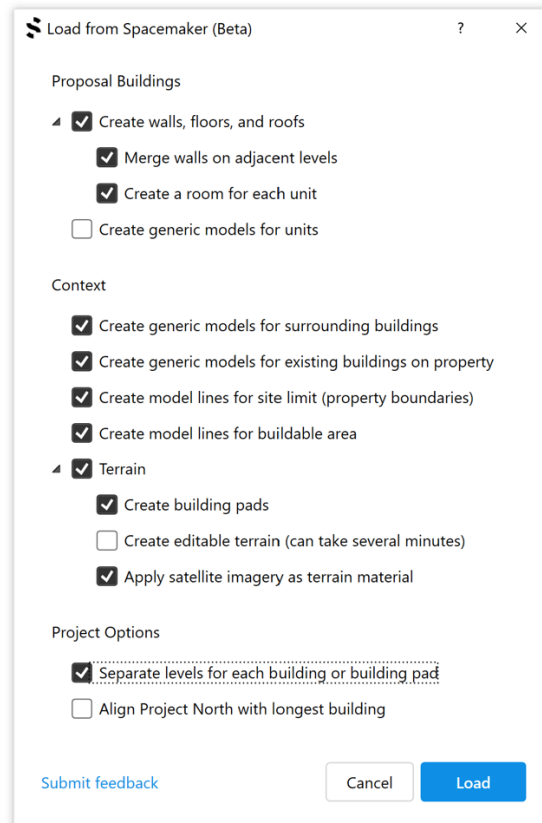 Load from Spacemaker (Beta)
?
Proposal Buildings
Create walls, floors, and roofs
Merge walls on adjacent levels
Create a room for each unit
Create generic models for units
Context
Create generic models for surrounding buildings
Create generic models for existing buildings on property
Create model lines for site limit (property boundaries)
Create model lines for buildable area
Terrain
Create building pads
Create editable terrain (can take several minutes)
Apply satellite imagery as terrain material
Project Options
Separate levels for each building or building pad
Align Project North with longest building
Submit feedback
Cancel
Load